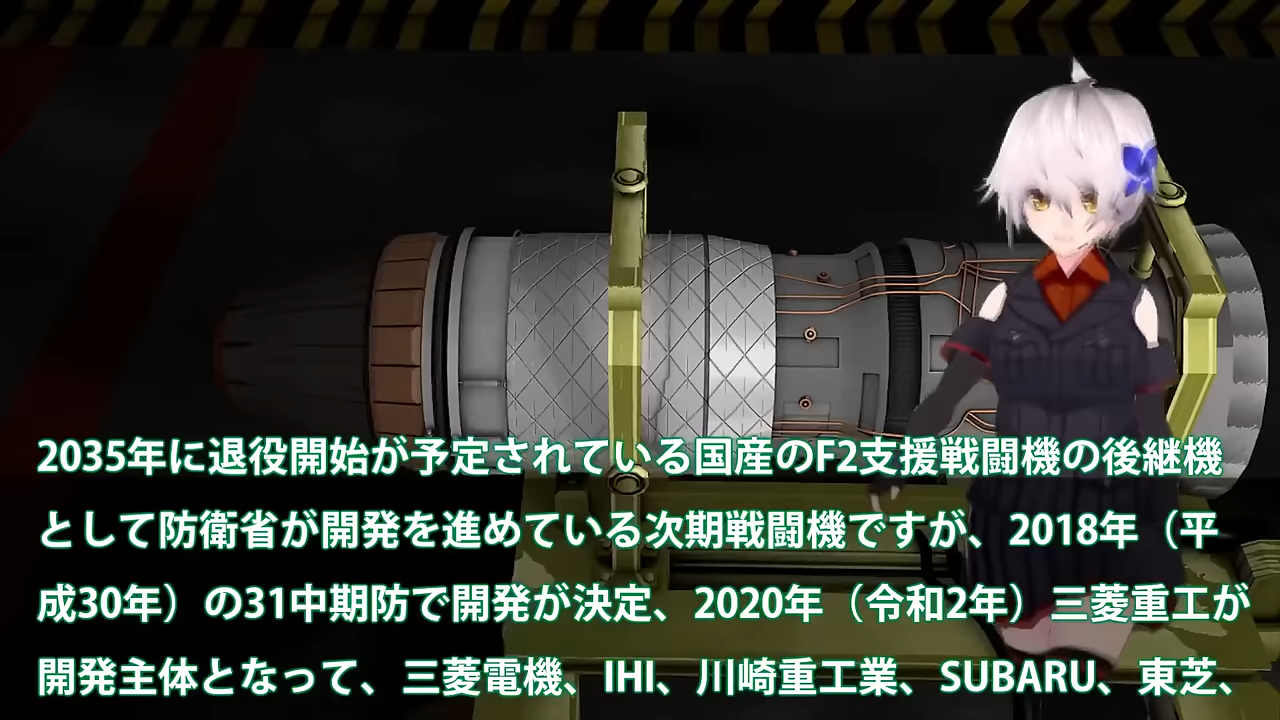 2035年に退役開始が予定されている国産のF2支援戦闘機の後継機
として防衛省が開発を進めている次期戦闘機ですが、2018年（平
成30年）の31中期防で開発が決定、2020年（令和2年）三菱重工が
開発主体となって、三菱電機、IHI、川崎重工業、SUBARU、東芝、